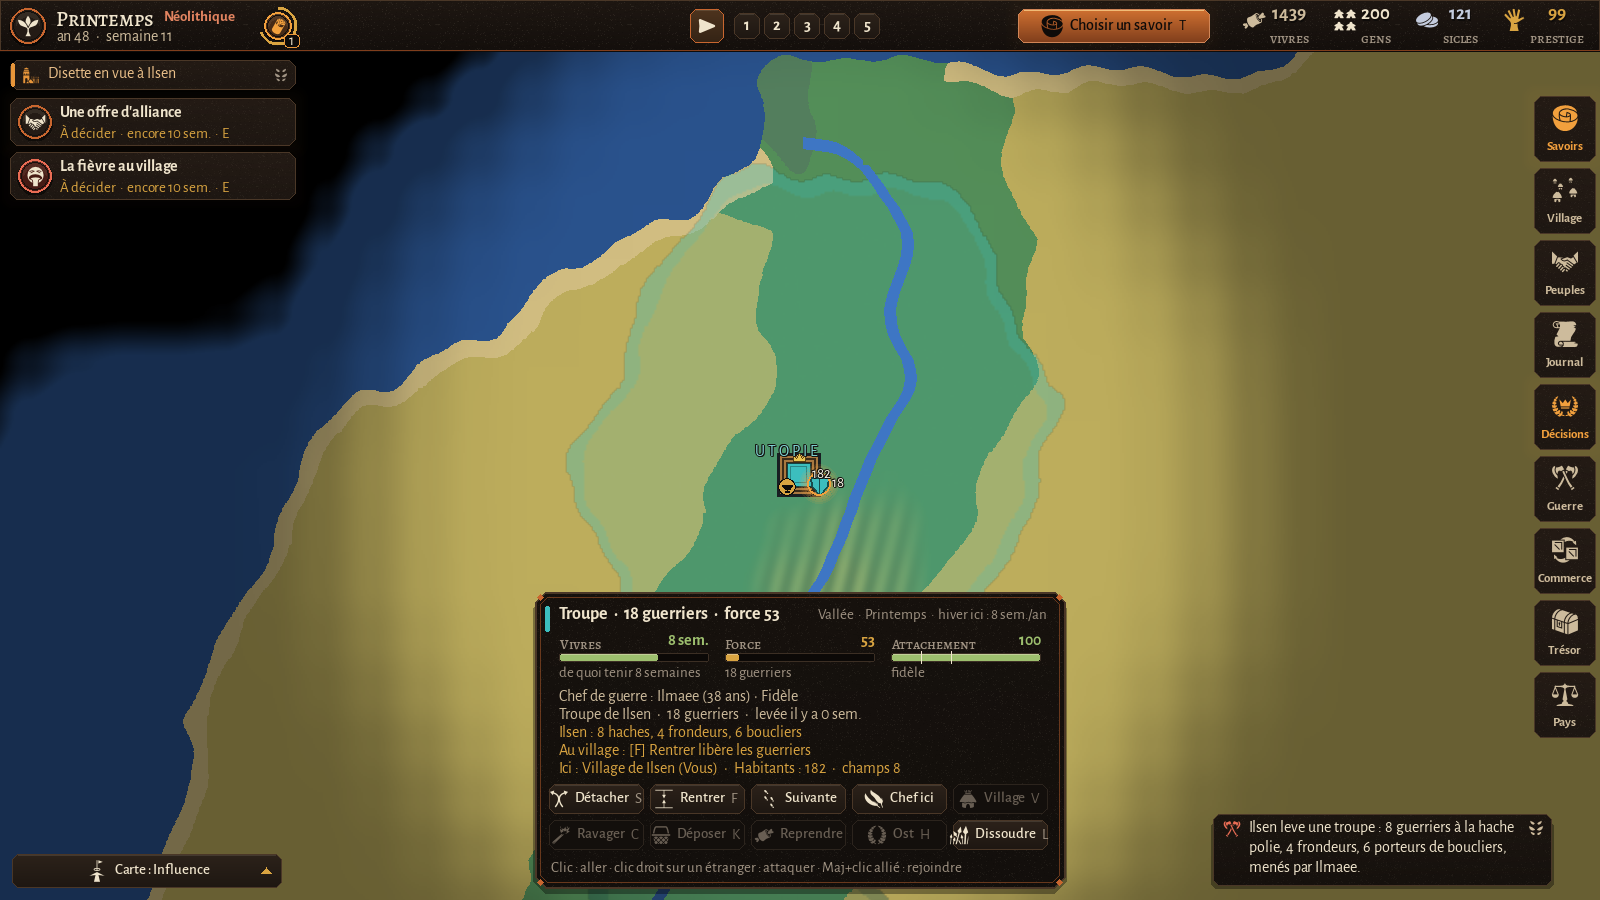 Printemps Néolithique
an 48 · semaine 11
1
1 2 3 4 5
Choisir un savoir T
1439 VIVRES
200 GENS
121 SICLES
99 PRESTIGE
Disette en vue à Ilsen
Une offre d'alliance
À décider · encore 10 sem. · E
La fièvre au village
À décider · encore 10 sem. · E
Savoirs
Village
Peuples
Journal
Décisions
Guerre
Commerce
Trésor
Pays
UTOPIE
182
18
Troupe · 18 guerriers · force 53
Vallée · Printemps · hiver ici : 8 sem./an
Vivres 8 sem.
Force 53
Attachement 100
de quoi tenir 8 semaines
18 guerriers
fidèle
Chef de guerre : Ilmaee (38 ans) · Fidèle
Troupe de Ilsen · 18 guerriers · levée il y a 0 sem.
Ilsen : 8 haches, 4 frondeurs, 6 boucliers
Au village : [F] Rentrer libère les guerriers
Ici : Village de Ilsen (Vous) · Habitants : 182 · champs 8
Détacher S
Rentrer F
Suivante
Chef ici
Village V
Ravager C
Déposer K
Reprendre
Ost H
Dissoudre L
Clic : aller · clic droit sur un étranger : attaquer · Maj+clic allié : rejoindre
Carte : Influence
Ilsen leve une troupe : 8 guerriers à la hache
polie, 4 frondeurs, 6 porteurs de boucliers,
menés par Ilmaee.